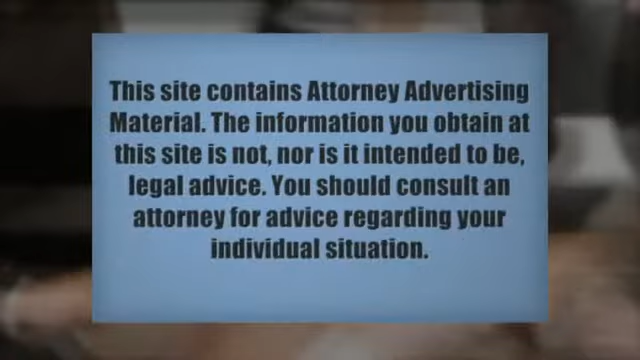 This site contains Attorney Advertising
Material. The information you obtain at
this site is not, nor is it intended to be,
legal advice. You should consult an
attorney for advice regarding your
individual situation.